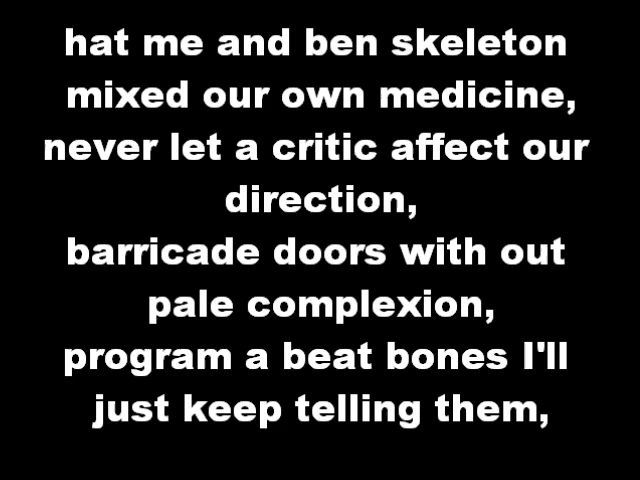 hat me and ben skeleton
mixed our own medicine,
never let a critic affect our
direction,
barricade doors with out
pale complexion,
program a beat bones I'll
just keep telling them,